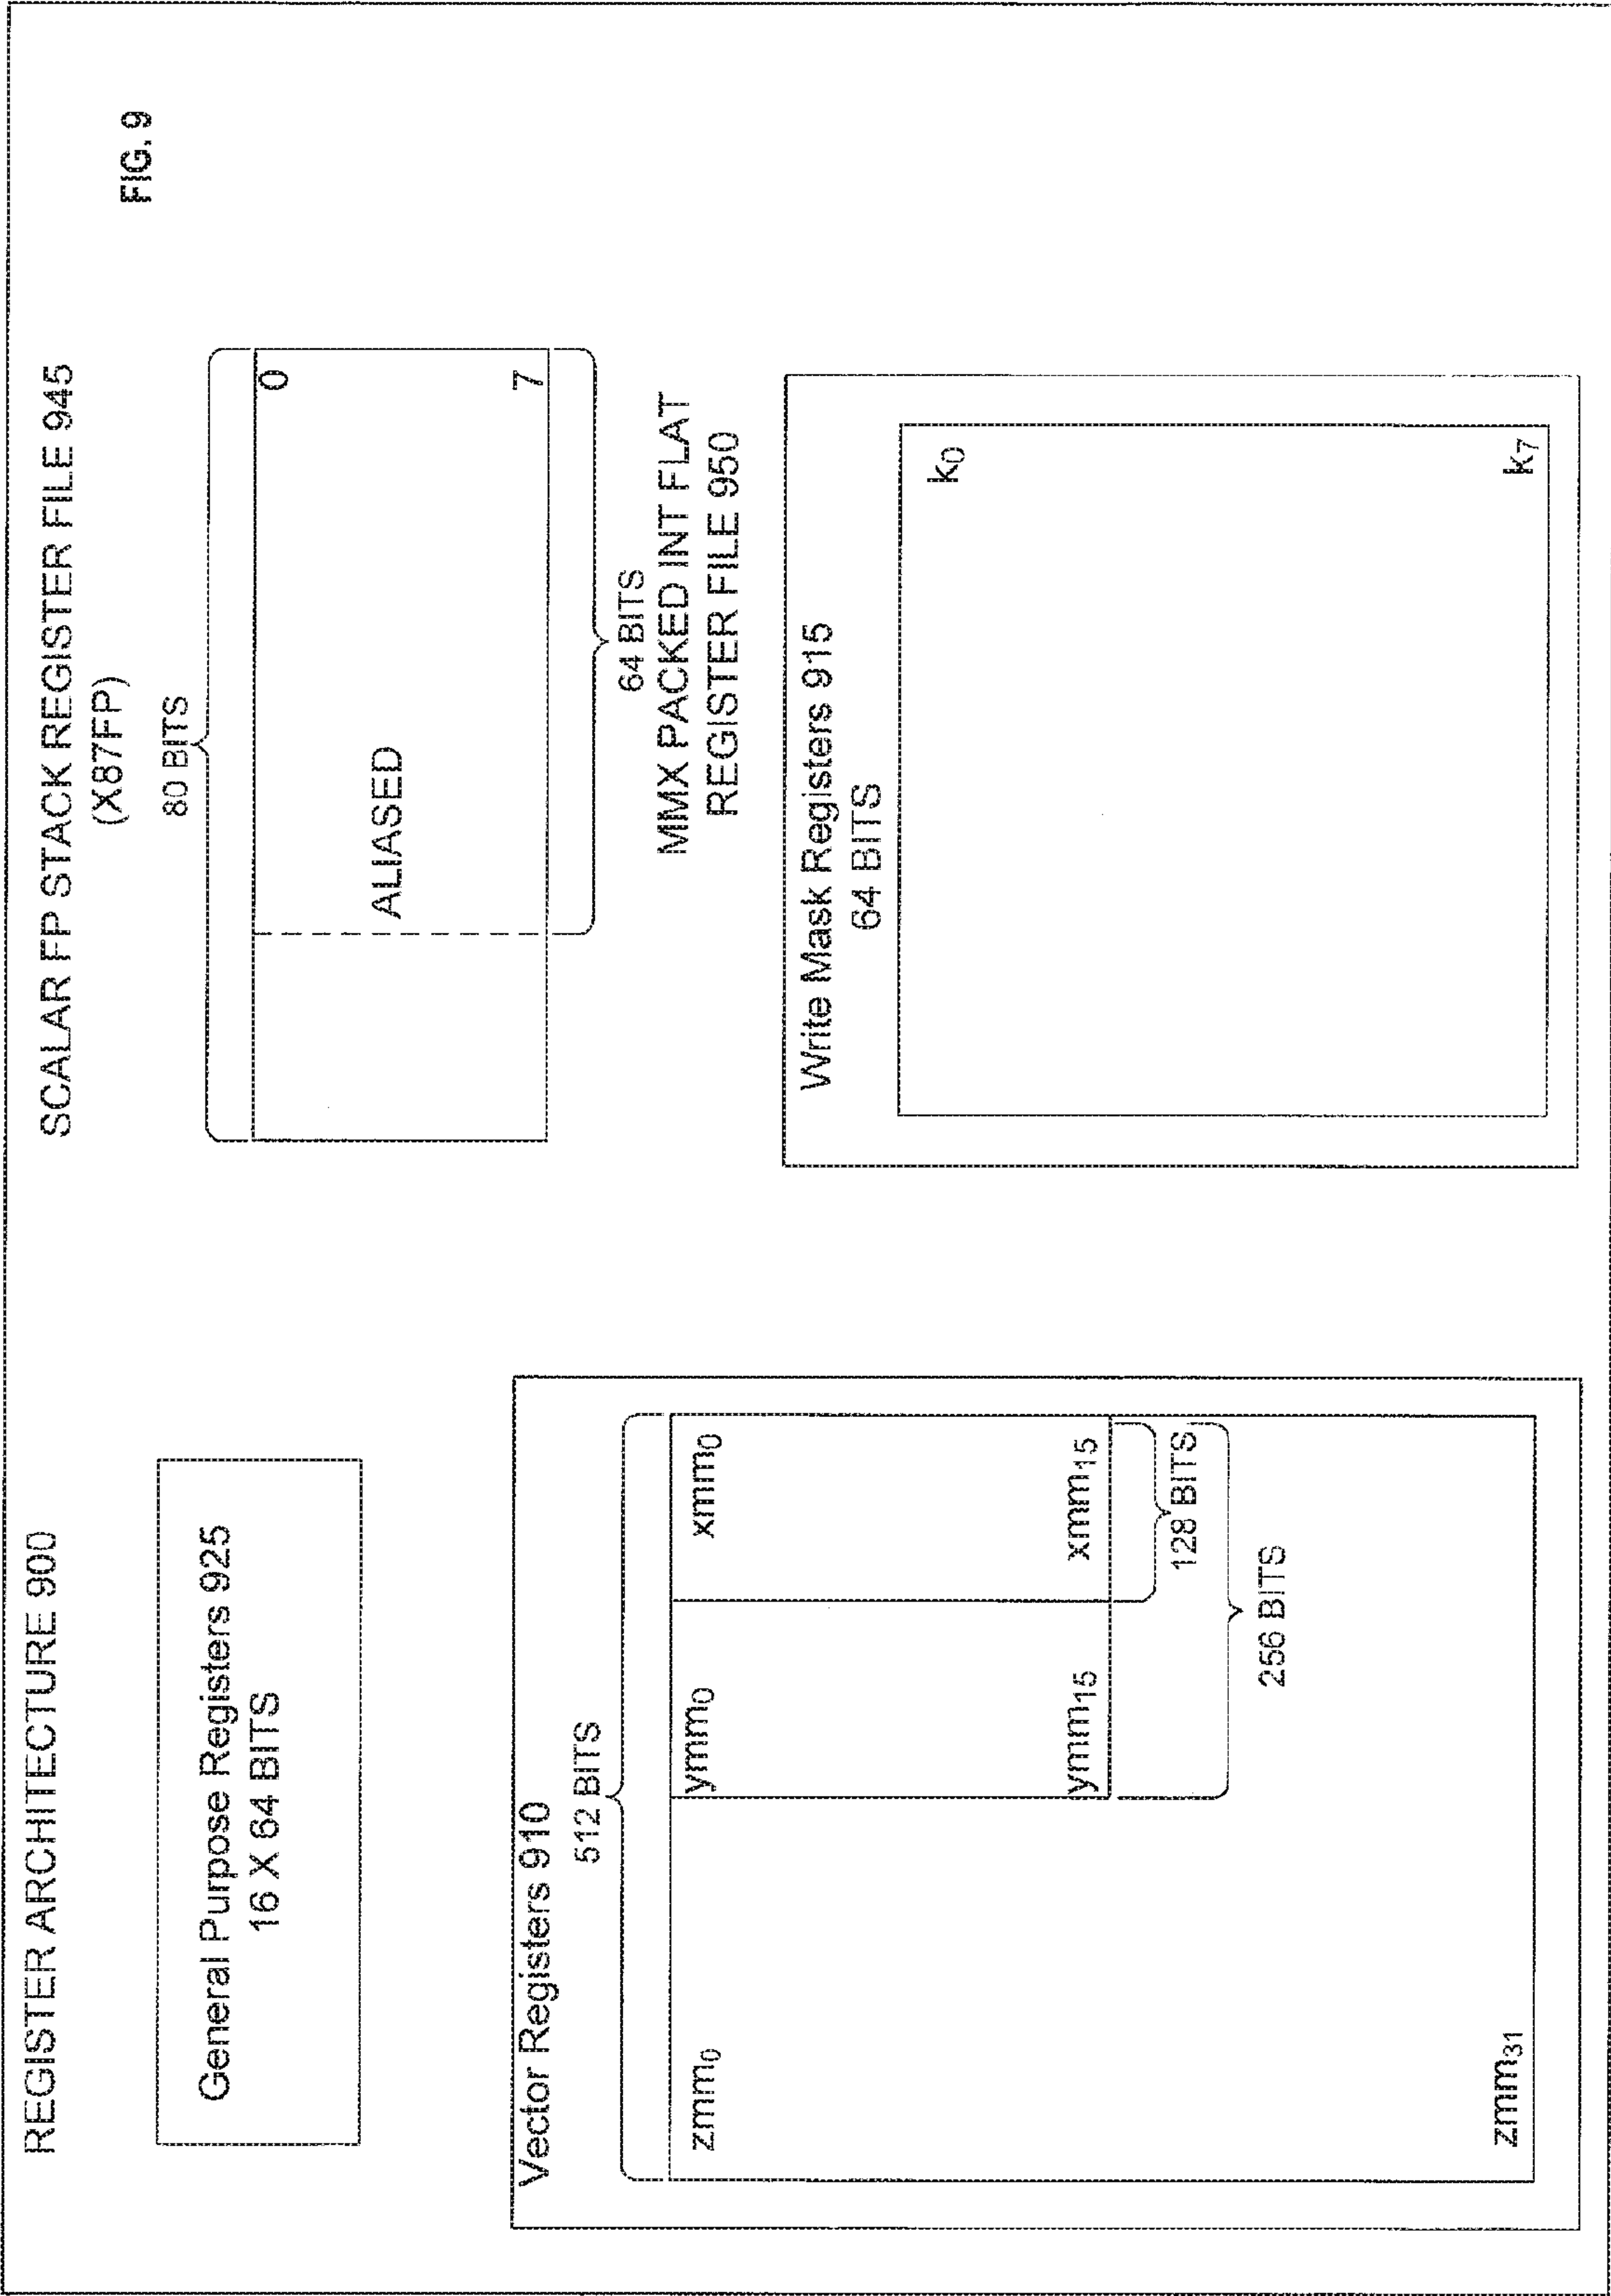 REGISTER ARCHITECTURE 900
General Purpose Registers 925
16 X 64 BITS
Vector Registers 910
512 BITS
zmm0
ymm0
xmm0
ymm15
xmm15
128 BITS
256 BITS
zmm31
SCALAR FP STACK REGISTER FILE 945
(X87FP)
80 BITS
0
ALIASED
7
64 BITS
MMX PACKED INT FLAT
REGISTER FILE 950
Write Mask Registers 915
64 BITS
k0
k7
FIG. 9